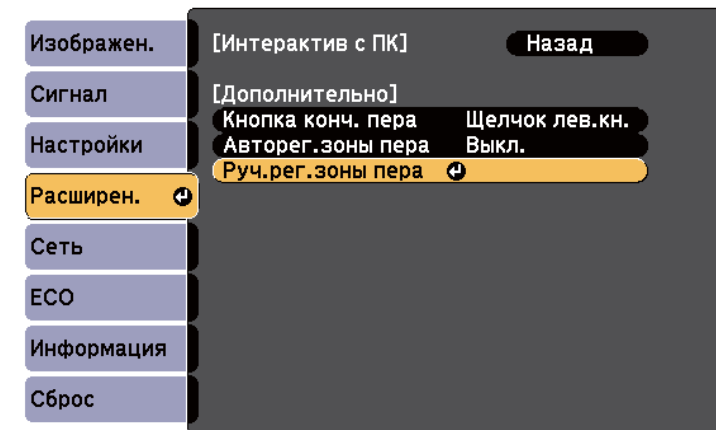 Изображен.
Сигнал
Настройки
Расширен.
Сеть
ECO
Информация
Сброс
[Интерактив с ПК] Назад
[Дополнительно]
Кнопка конч. пера Щелчок лев.кн.
Авторег.зоны пера Выкл.
Руч.рег.зоны пера